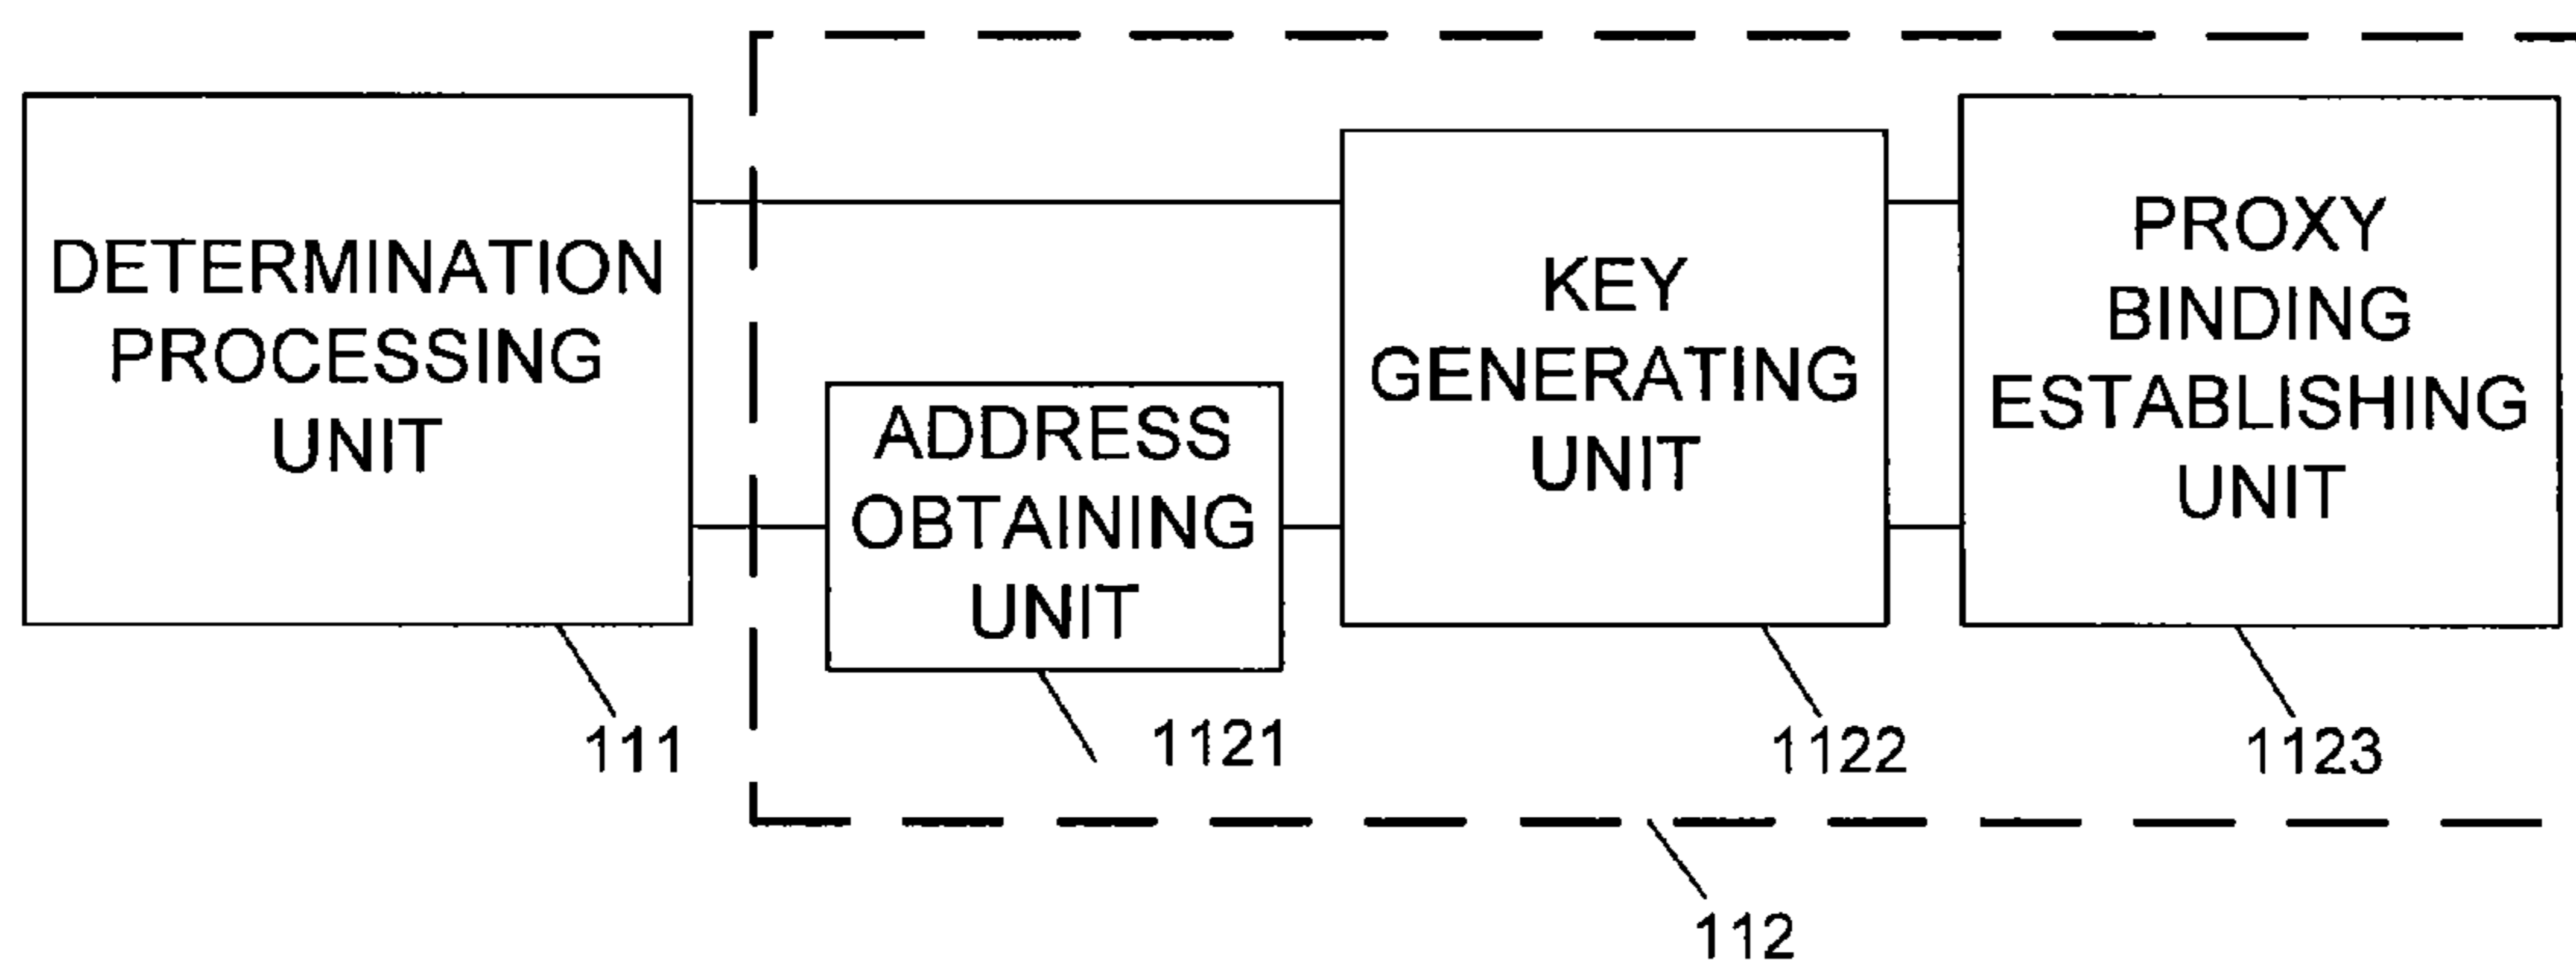 DETERMINATION
PROCESSING
UNIT
ADDRESS
OBTAINING
UNIT
KEY
GENERATING
UNIT
PROXY
BINDING
ESTABLISHING
UNIT
111
1121
1122
1123
112